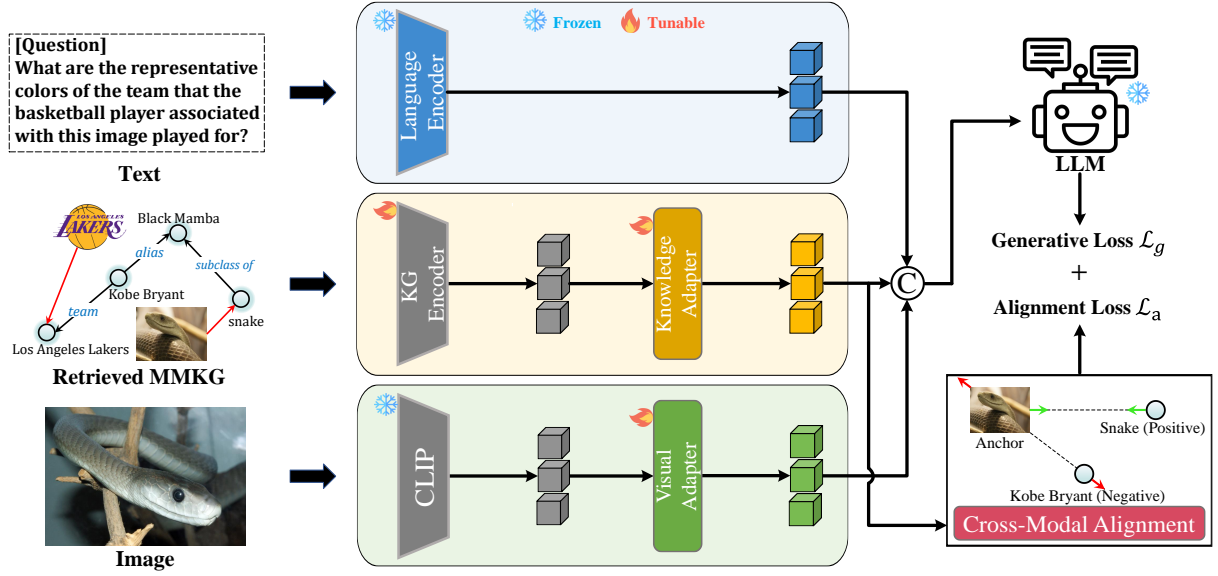 [Question]
What are the representative
colors of the team that the
basketball player associated
with this image played for?
Text
LOS ANGELES
LAKERS
Black Mamba
alias
subclass of
Kobe Bryant
team
snake
Los Angeles Lakers
Retrieved MMKG
Image
Frozen
Tunable
Language
Encoder
KG
Encoder
Knowledge
Adapter
CLIP
Visual
Adapter
C
LLM
Generative Loss ℒg
+
Alignment Loss ℒa
Anchor
Snake (Positive)
Kobe Bryant (Negative)
Cross-Modal Alignment